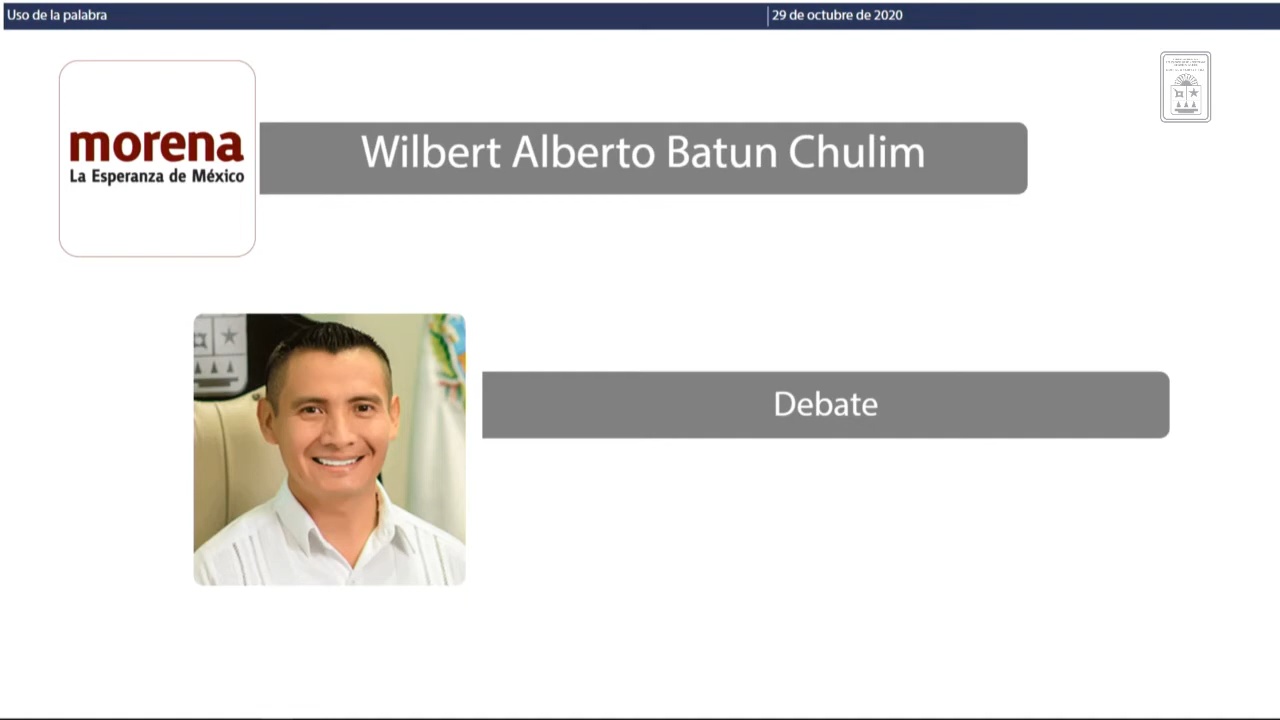 Uso de la palabra
29 de octubre de 2020
morena
La Esperanza de México
Wilbert Alberto Batun Chulim
Debate